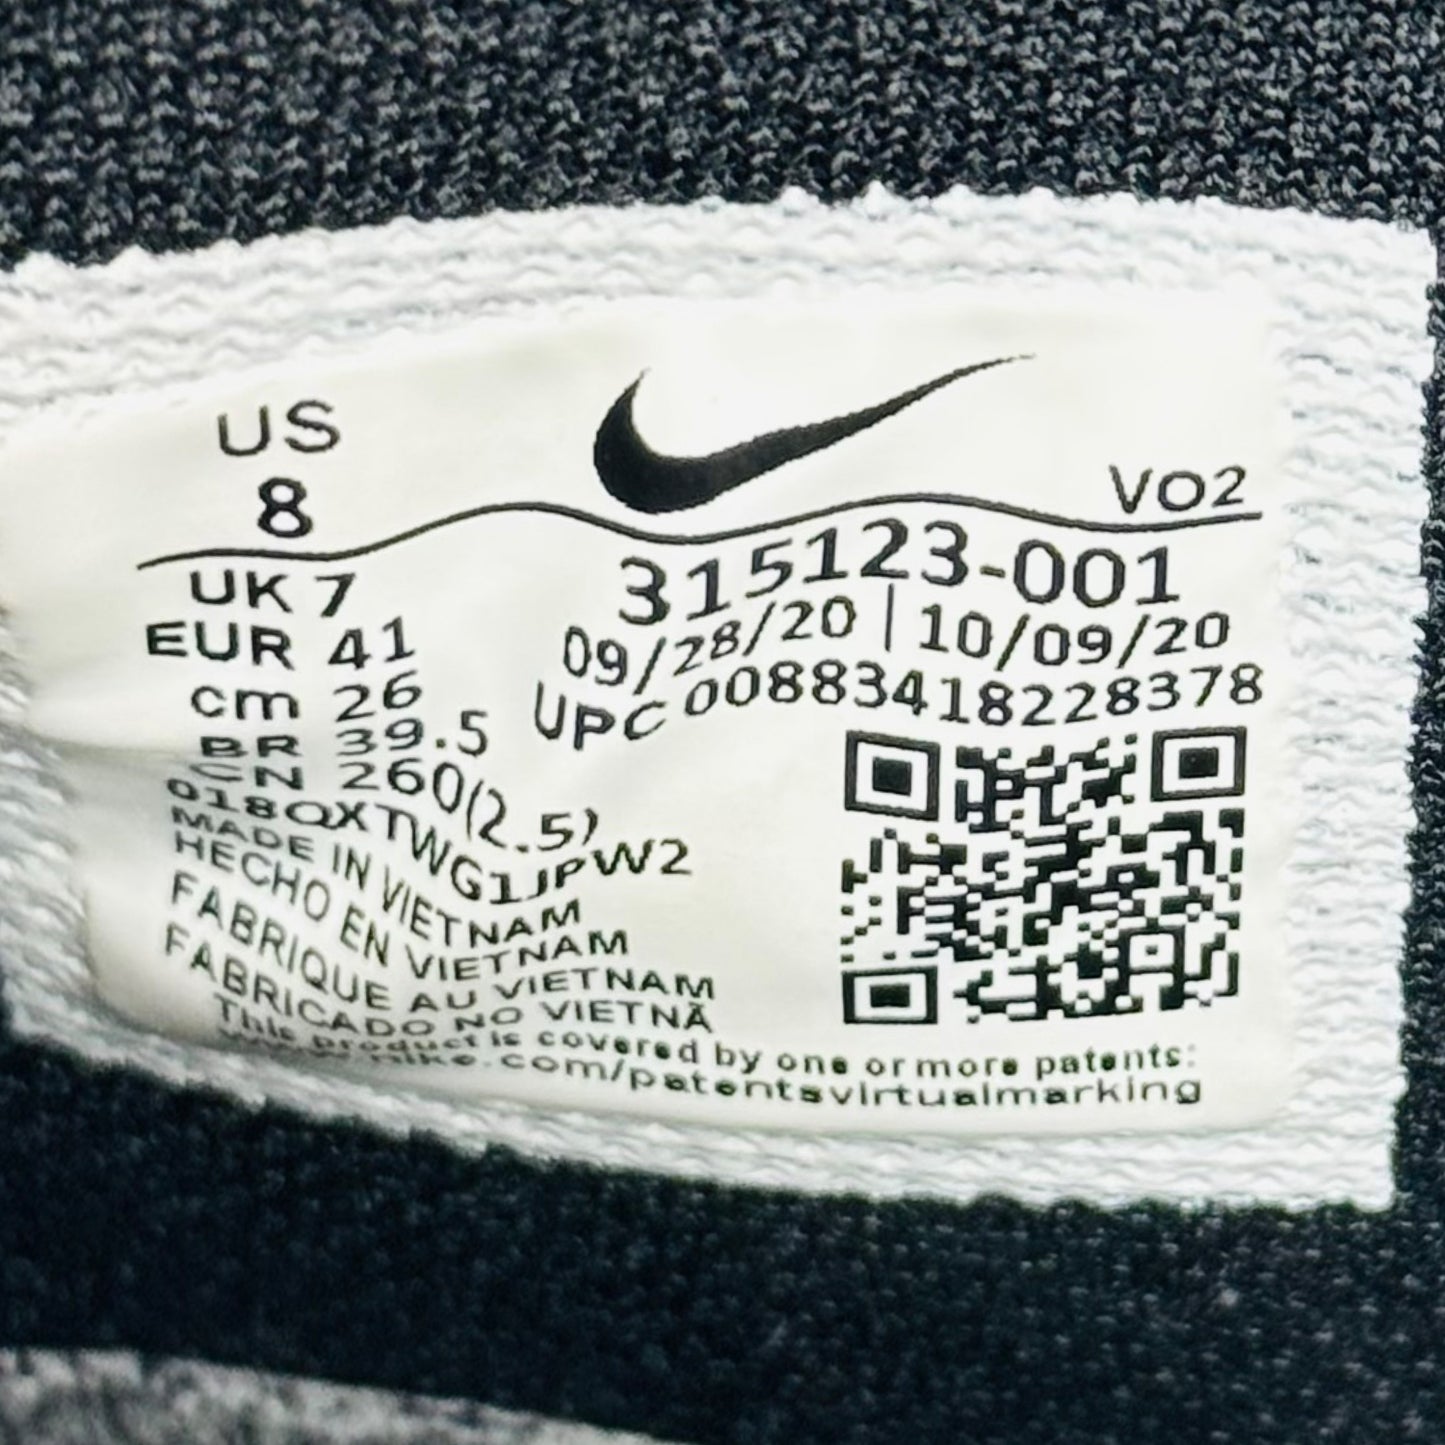 US
8
VO2
UK 7
315123-001
EUR 41
09/28/20 | 10/09/20
cm 26
UPC 00883418228378
BR 39.5
CN 260(2.5)
018QXTWG1JPW2
MADE IN VIETNAM
HECHO EN VIETNAM
FABRIQUE AU VIETNAM
FABRICADO NO VIETNÃ
This product is covered by one or more patents:
www.nike.com/patentsvirtualmarking